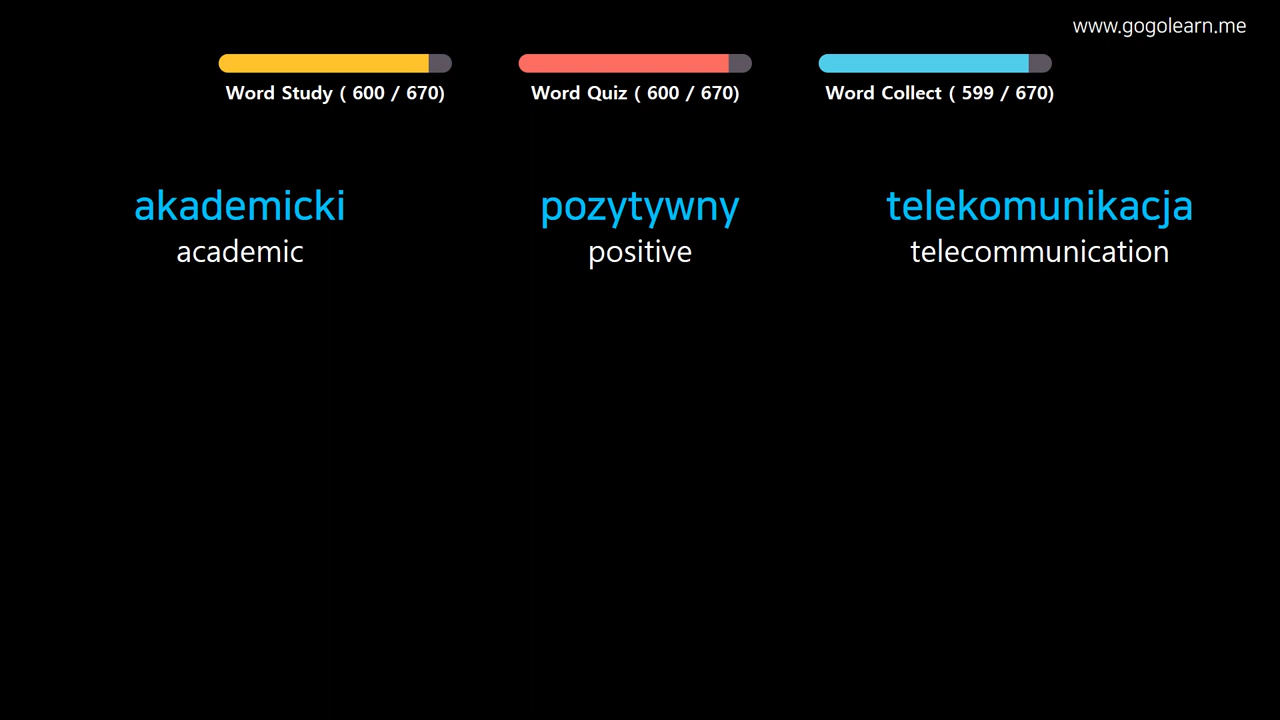 www.gogolearn.me
Word Study ( 600 / 670)
Word Quiz ( 600 / 670)
Word Collect ( 599 / 670)
akademicki
academic
pozytywny
positive
telekomunikacja
telecommunication